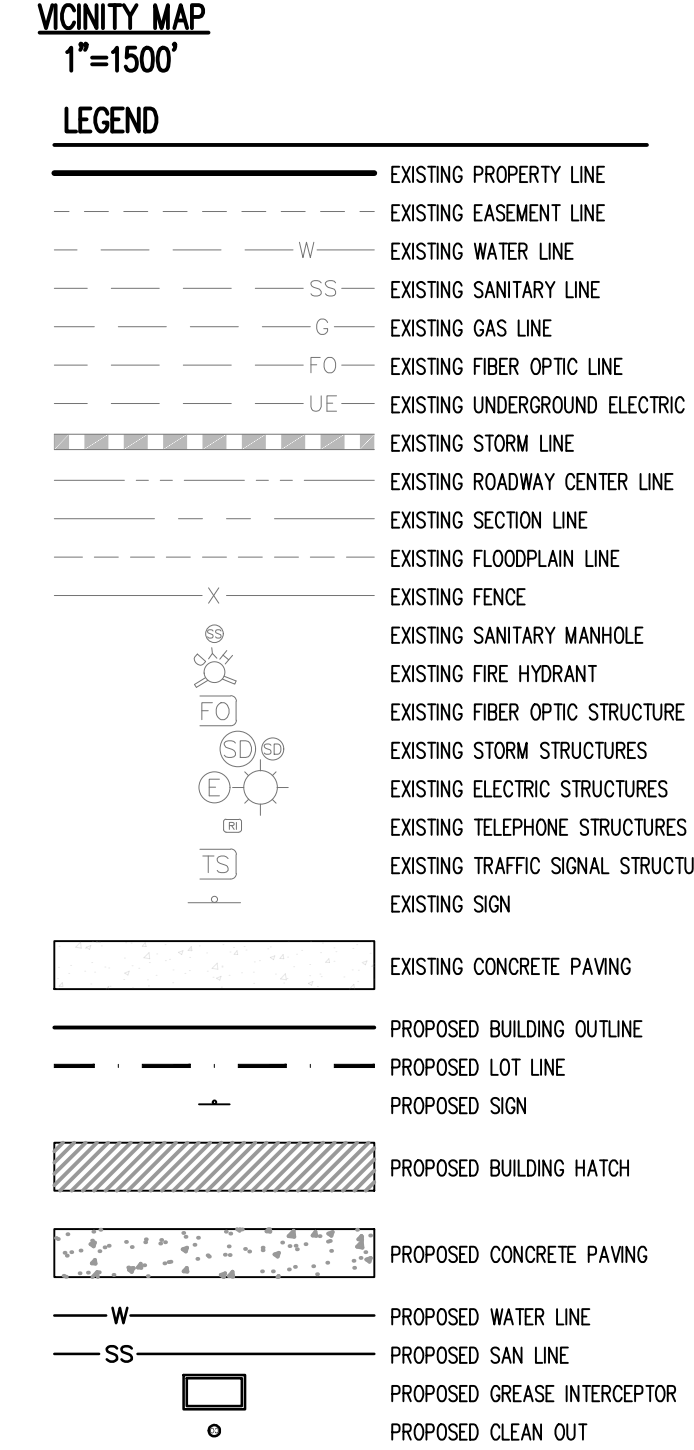 VICINITY MAP
1"=1500'
LEGEND
EXISTING PROPERTY LINE
EXISTING EASEMENT LINE
W EXISTING WATER LINE
SS EXISTING SANITARY LINE
G EXISTING GAS LINE
FO EXISTING FIBER OPTIC LINE
UE EXISTING UNDERGROUND ELECTRIC
EXISTING STORM LINE
EXISTING ROADWAY CENTER LINE
EXISTING SECTION LINE
EXISTING FLOODPLAIN LINE
X EXISTING FENCE
SS EXISTING SANITARY MANHOLE
HYD EXISTING FIRE HYDRANT
FO EXISTING FIBER OPTIC STRUCTURE
SD SD EXISTING STORM STRUCTURES
E EXISTING ELECTRIC STRUCTURES
RI EXISTING TELEPHONE STRUCTURES
TS EXISTING TRAFFIC SIGNAL STRUCTU
EXISTING SIGN
EXISTING CONCRETE PAVING
PROPOSED BUILDING OUTLINE
PROPOSED LOT LINE
PROPOSED SIGN
PROPOSED BUILDING HATCH
PROPOSED CONCRETE PAVING
W PROPOSED WATER LINE
SS PROPOSED SAN LINE
PROPOSED GREASE INTERCEPTOR
PROPOSED CLEAN OUT